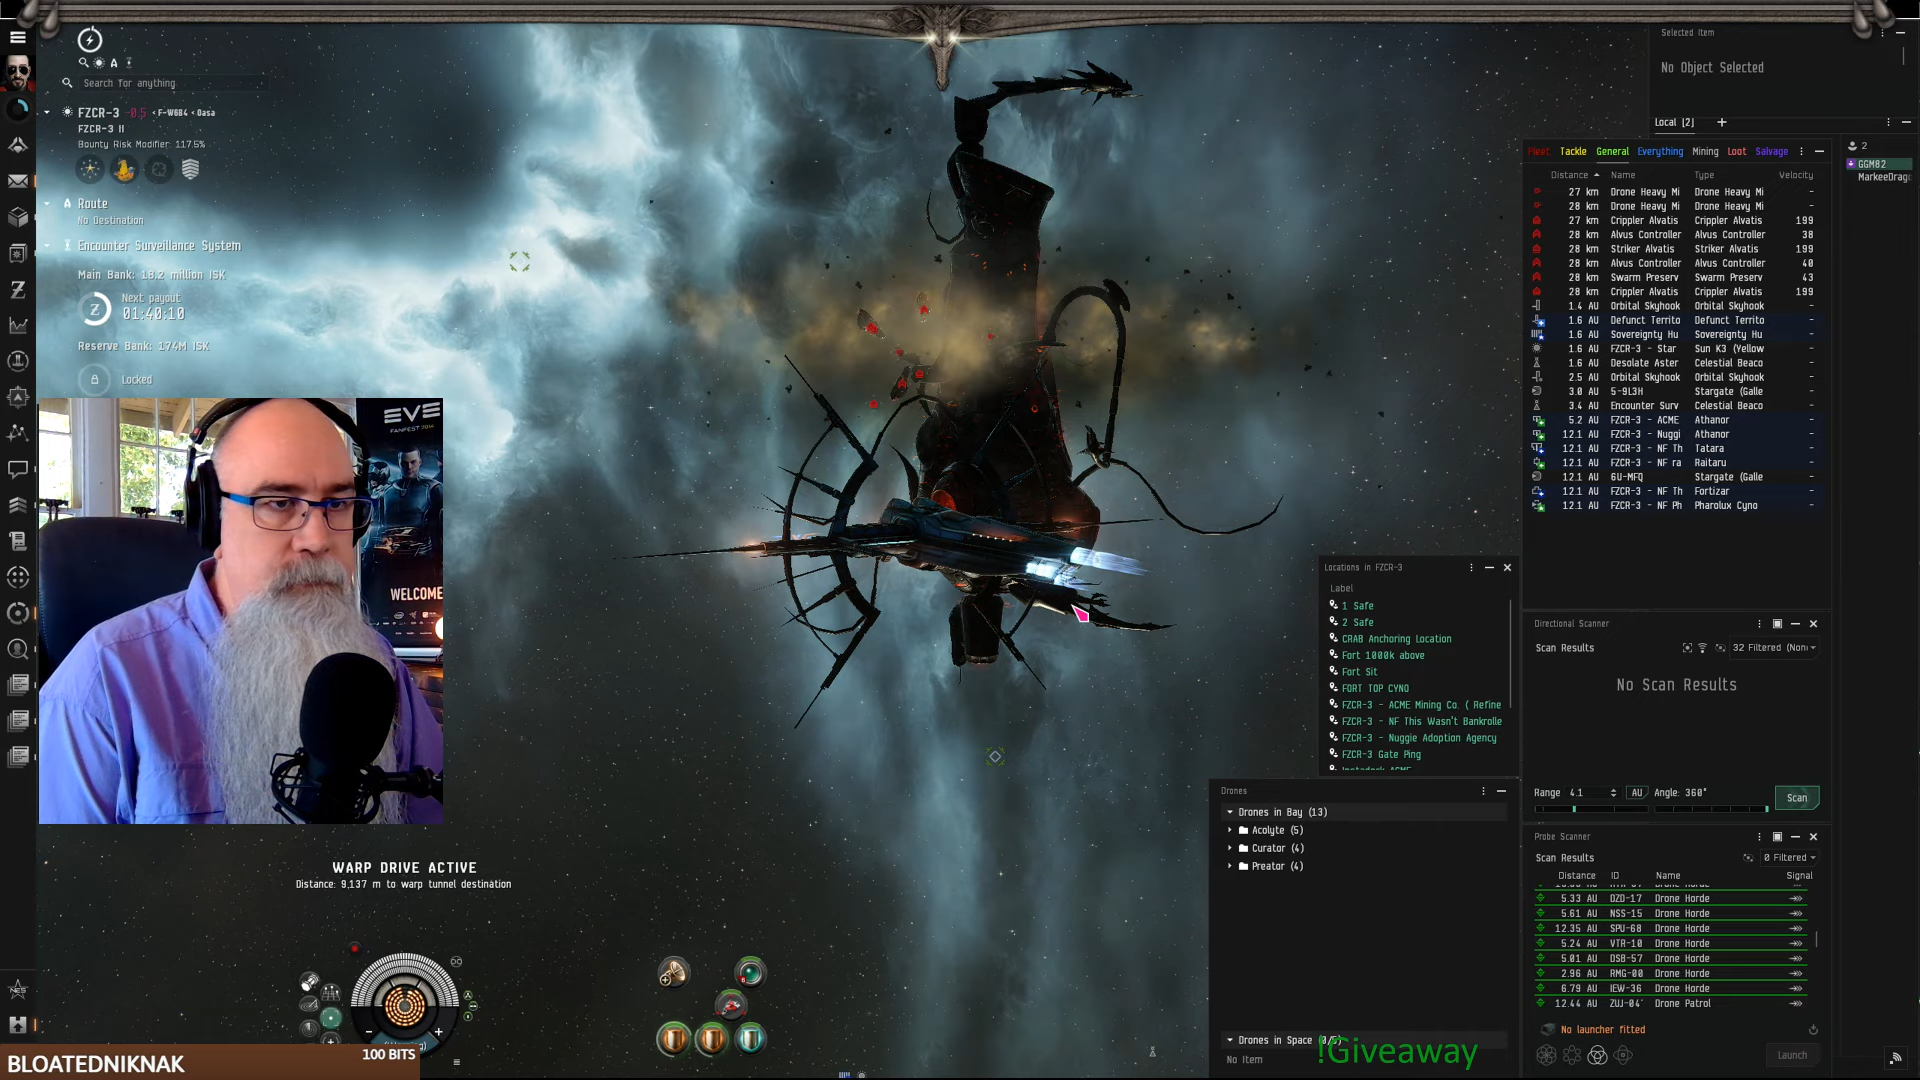 Search for anything
FZCR-3 -0.5 < F-W6B4 < Oasa
FZCR-3 II
Bounty Risk Modifier: 117.5%
Route
No Destination
Encounter Surveillance System
Main Bank: 18.2 million ISK
Next payout
01:40:10
Reserve Bank: 174M ISK
Locked
EVE
FANFEST 2014
WELCOME
WARP DRIVE ACTIVE
Distance: 9,137 m to warp tunnel destination
BLOATEDNIKNAK
100 BITS
Selected Item
No Object Selected
Local [2]
2
GGM82
MarkeeDrag
Fleet Tackle General Everything Mining Loot Salvage
Distance Name Type Velocity
27 km Drone Heavy Mi Drone Heavy Mi -
28 km Drone Heavy Mi Drone Heavy Mi -
27 km Crippler Alvatis Crippler Alvatis 199
28 km Alvus Controller Alvus Controller 38
28 km Striker Alvatis Striker Alvatis 199
28 km Alvus Controller Alvus Controller 40
28 km Swarm Preserv Swarm Preserv 43
28 km Crippler Alvatis Crippler Alvatis 199
1.4 AU Orbital Skyhook Orbital Skyhook -
1.6 AU Defunct Territo Defunct Territo -
1.6 AU Sovereignty Hu Sovereignty Hu -
1.6 AU FZCR-3 - Star Sun K3 (Yellow -
1.6 AU Desolate Aster Celestial Beaco -
2.5 AU Orbital Skyhook Orbital Skyhook -
3.0 AU 5-9L3H Stargate (Galle -
3.4 AU Encounter Surv Celestial Beaco -
5.2 AU FZCR-3 - ACME Athanor -
12.1 AU FZCR-3 - Nuggi Athanor -
12.1 AU FZCR-3 - NF Th Tatara -
12.1 AU FZCR-3 - NF ra Raitaru -
12.1 AU 6U-MFQ Stargate (Galle -
12.1 AU FZCR-3 - NF Th Fortizar -
12.1 AU FZCR-3 - NF Ph Pharolux Cyno -
Locations in FZCR-3
Label
1 Safe
2 Safe
CRAB Anchoring Location
Fort 1000k above
Fort Sit
FORT TOP CYNO
FZCR-3 - ACME Mining Co. ( Refine
FZCR-3 - NF This Wasn't Bankrolle
FZCR-3 - Nuggie Adoption Agency
FZCR-3 Gate Ping
Directional Scanner
Scan Results 32 Filtered (Non
No Scan Results
Range 4.1 AU Angle: 360° Scan
Drones
Drones in Bay (13)
Acolyte (5)
Curator (4)
Preator (4)
Drones in Space (0/5)
No Item
!Giveaway
Probe Scanner
Scan Results 0 Filtered
Distance ID Name Signal
5.33 AU DZD-17 Drone Horde
5.61 AU NSS-15 Drone Horde
12.35 AU SPU-68 Drone Horde
5.24 AU VTR-10 Drone Horde
5.01 AU DSB-57 Drone Horde
2.96 AU RMG-00 Drone Horde
6.79 AU IEW-36 Drone Horde
12.44 AU ZUJ-04 Drone Patrol
No launcher fitted
Launch